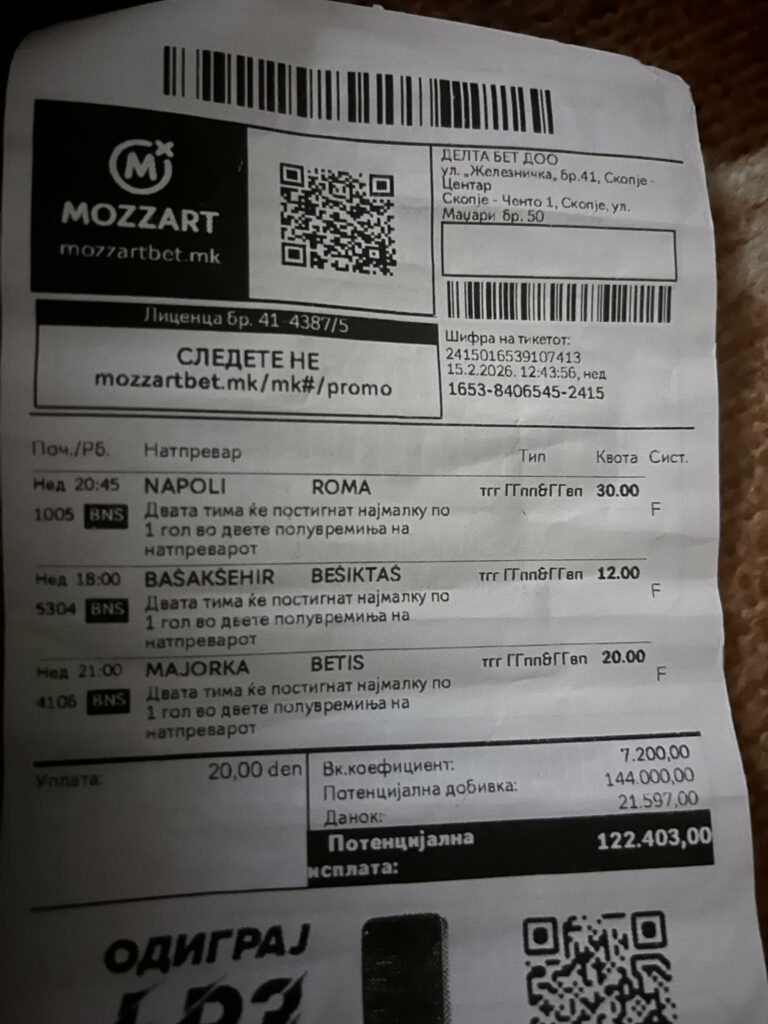 MOZZART
mozzartbet.mk
ДЕЛТА БЕТ ДОО
ул. „Железничка, бр.41, Скопје -
Центар
Скопје - Ченто 1, Скопје, ул.
Маџари бр. 50
Лиценца бр. 41-4387/5
СЛЕДЕТЕ НЕ
mozzartbet.mk/mk#/promo
Шифра на тикетот:
2415016539107413
15.2.2026. 12:43:56, нед
1653-8406545-2415
Поч./Рб. Натпревар Тип Квота Сист.
Нед 20:45 NAPOLI ROMA тгг ГГпп&ГГвп 30.00
1005 BNS Двата тима ќе постигнат најмалку по F
1 гол во двете полувремиња на
натпреварот
Нед 18:00 BAŠAKŠEHIR BEŠIKTAŠ тгг ГГпп&ГГвп 12.00
5304 BNS Двата тима ќе постигнат најмалку по F
1 гол во двете полувремиња на
натпреварот
Нед 21:00 MAJORKA BETIS тгг ГГпп&ГГвп 20.00
4106 BNS Двата тима ќе постигнат најмалку по F
1 гол во двете полувремиња на
натпреварот
Уплата: 20,00 den
Вк.коефициент: 7.200,00
Потенцијална добивка: 144.000,00
Данок: 21.597,00
Потенцијална 122.403,00
исплата:
ОДИГРАЈ